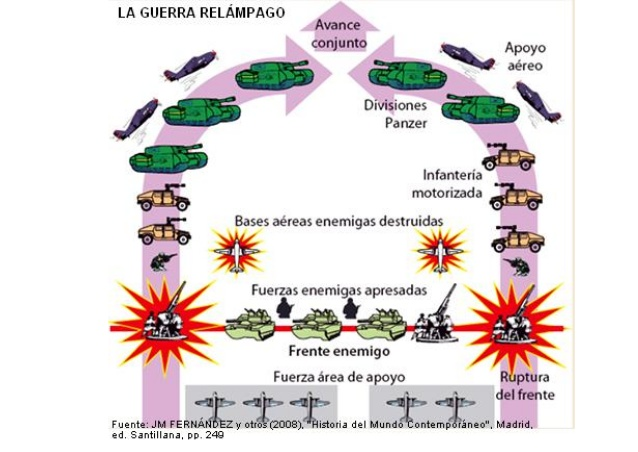 LA GUERRA RELÁMPAGO
Avance
conjunto
Apoyo
aéreo
Divisiones
Panzer
Infantería
motorizada
Bases aéreas enemigas destruidas
Fuerzas enemigas apresadas
Frente enemigo
Fuerza área de apoyo
Ruptura
del frente
Fuente: JM FERNÁNDEZ y otros (2008), "Historia del Mundo Contemporáneo", Madrid,
ed. Santillana, pp. 249